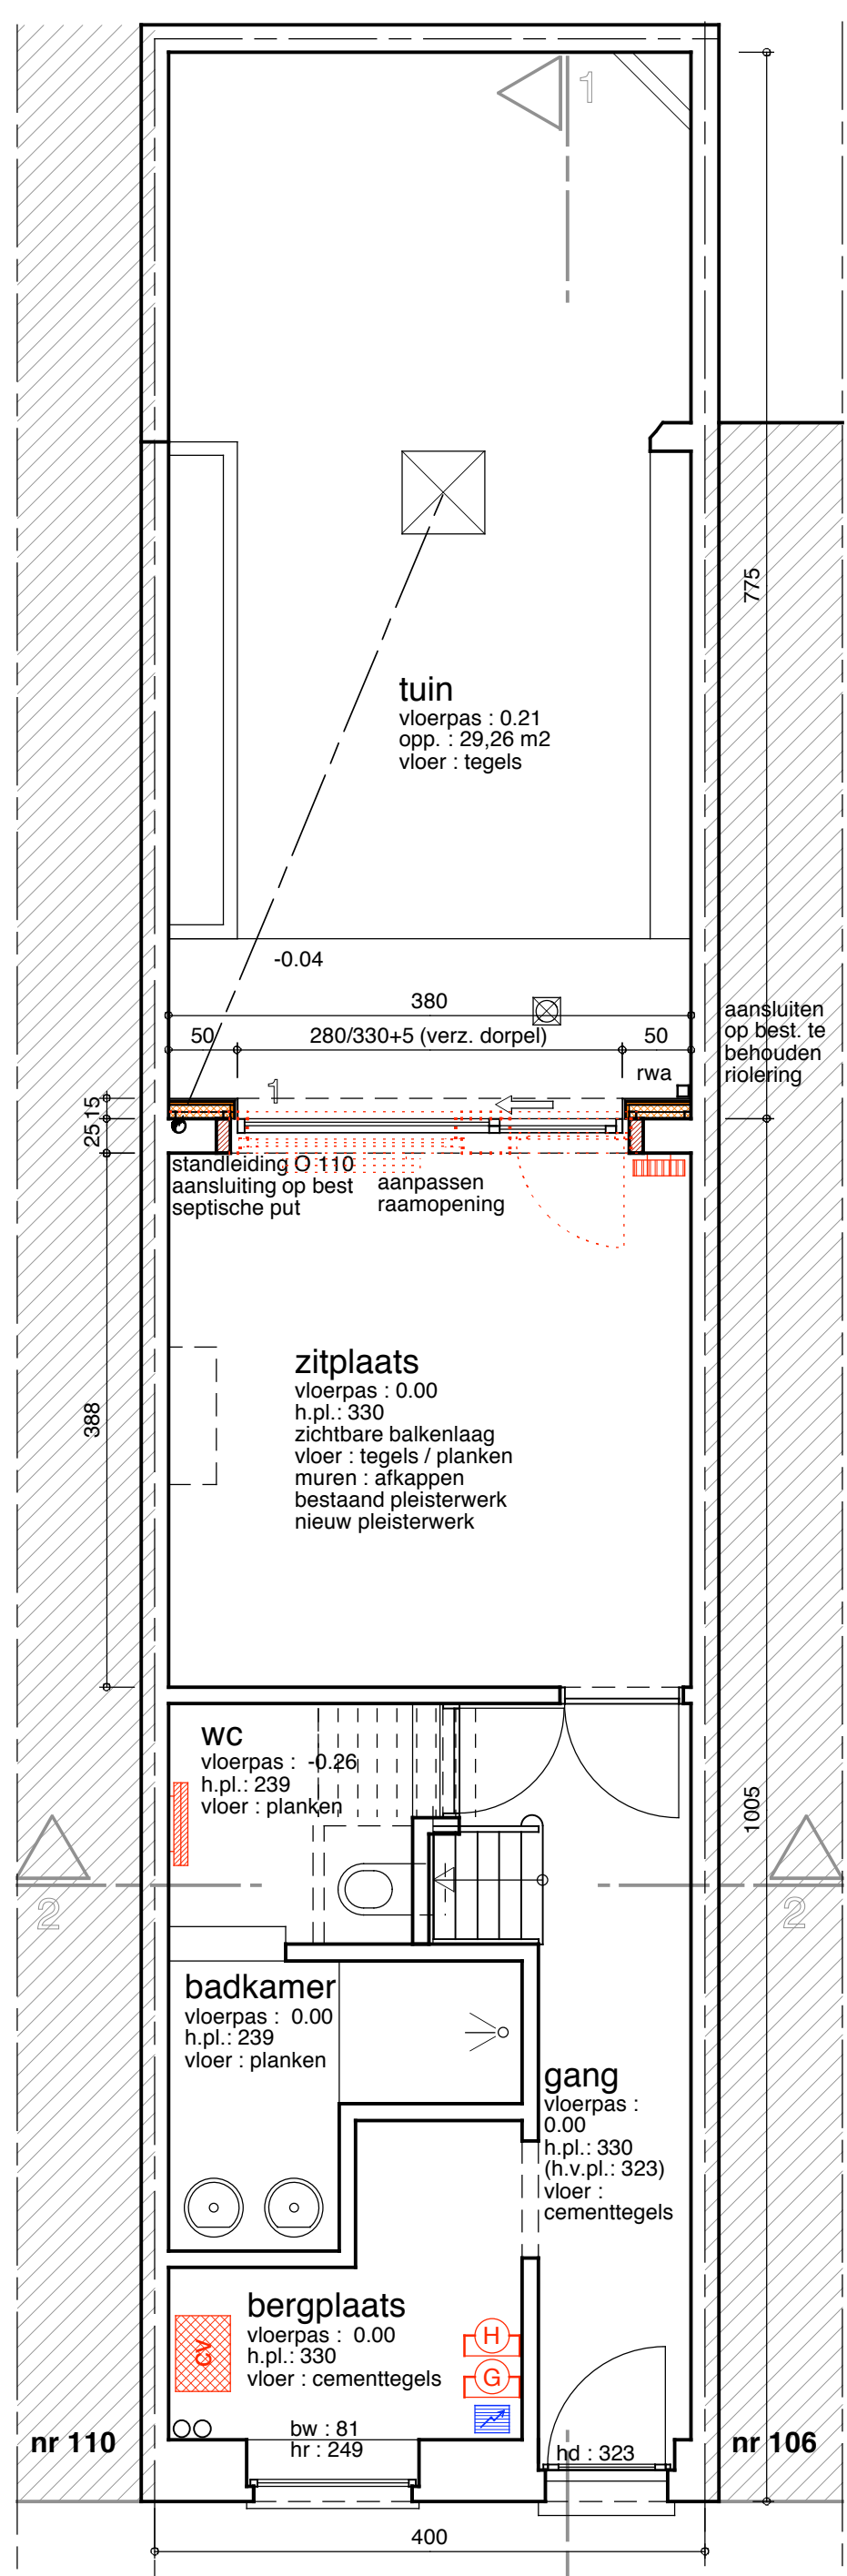 1
775
tuin
vloerpas : 0.21
opp. : 29,26 m2
vloer : tegels
-0.04
380
50
280/330+5 (verz. dorpel)
50
aansluiten
op best. te
behouden
riolering
rwa
1
15
25
standleiding O 110
aansluiting op best
septische put
aanpassen
raamopening
zitplaats
vloerpas : 0.00
h.pl.: 330
zichtbare balkenlaag
vloer : tegels / planken
muren : afkappen
bestaand pleisterwerk
nieuw pleisterwerk
388
wc
vloerpas : -0.26
h.pl.: 239
vloer : planken
1005
2
2
badkamer
vloerpas : 0.00
h.pl.: 239
vloer : planken
gang
vloerpas :
0.00
h.pl.: 330
(h.v.pl.: 323)
vloer :
cementtegels
bergplaats
vloerpas : 0.00
h.pl.: 330
vloer : cementtegels
CV
H
G
bw : 81
hr : 249
hd : 323
nr 110
nr 106
400